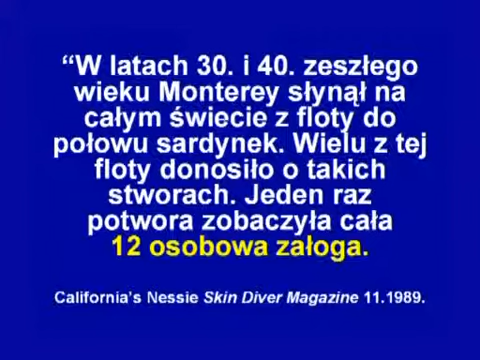 “W latach 30. i 40. zeszłego
wieku Monterey słynął na
całym świecie z floty do
połowu sardynek. Wielu z tej
floty donosiło o takich
stworach. Jeden raz
potwora zobaczyła cała
12 osobowa załoga.
California's Nessie Skin Diver Magazine 11.1989.